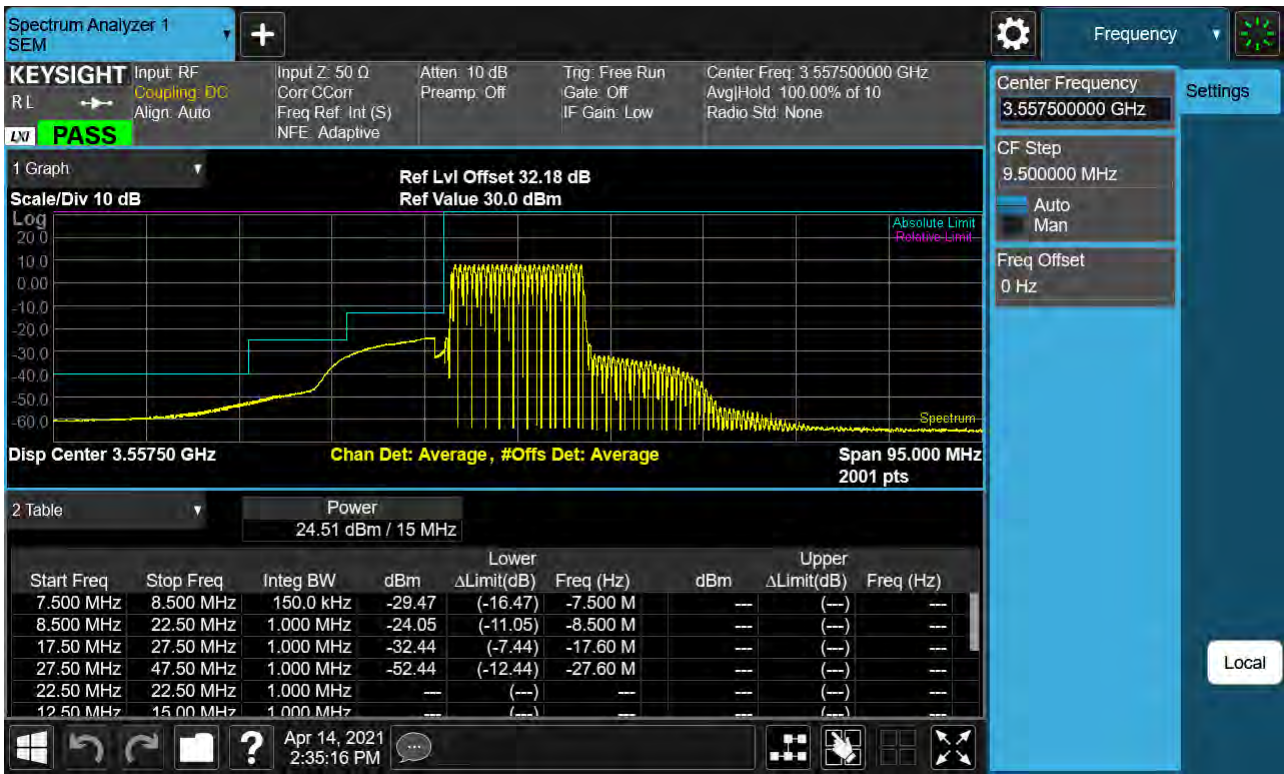 Spectrum Analyzer 1
SEM
Frequency
KEYSIGHT
R L
LXI
PASS
Input: RF
Coupling: DC
Align: Auto
Input Z: 50 Ω
Corr CCorr
Freq Ref: Int (S)
NFE: Adaptive
Atten: 10 dB
Preamp: Off
Trig: Free Run
Gate: Off
IF Gain: Low
Center Freq: 3.557500000 GHz
Avg|Hold: 100.00% of 10
Radio Std: None
Center Frequency
3.557500000 GHz
Settings
CF Step
9.500000 MHz
Auto
Man
Freq Offset
0 Hz
1 Graph
Ref Lvl Offset 32.18 dB
Scale/Div 10 dB
Ref Value 30.0 dBm
Log
20.0
10.0
0.00
-10.0
-20.0
-30.0
-40.0
-50.0
-60.0
Absolute Limit
Relative Limit
Spectrum
Disp Center 3.55750 GHz
Chan Det: Average, #Offs Det: Average
Span 95.000 MHz
2001 pts
2 Table
Power
24.51 dBm / 15 MHz
Lower Upper
Start Freq Stop Freq Integ BW dBm ΔLimit(dB) Freq (Hz) dBm ΔLimit(dB) Freq (Hz)
7.500 MHz 8.500 MHz 150.0 kHz -29.47 (-16.47) -7.500 M --- (---) ---
8.500 MHz 22.50 MHz 1.000 MHz -24.05 (-11.05) -8.500 M --- (---) ---
17.50 MHz 27.50 MHz 1.000 MHz -32.44 (-7.44) -17.60 M --- (---) ---
27.50 MHz 47.50 MHz 1.000 MHz -52.44 (-12.44) -27.60 M --- (---) ---
22.50 MHz 22.50 MHz 1.000 MHz --- (---) --- --- (---) ---
12.50 MHz 15.00 MHz 1.000 MHz --- (---) --- --- (---) ---
Local
Apr 14, 2021
2:35:16 PM